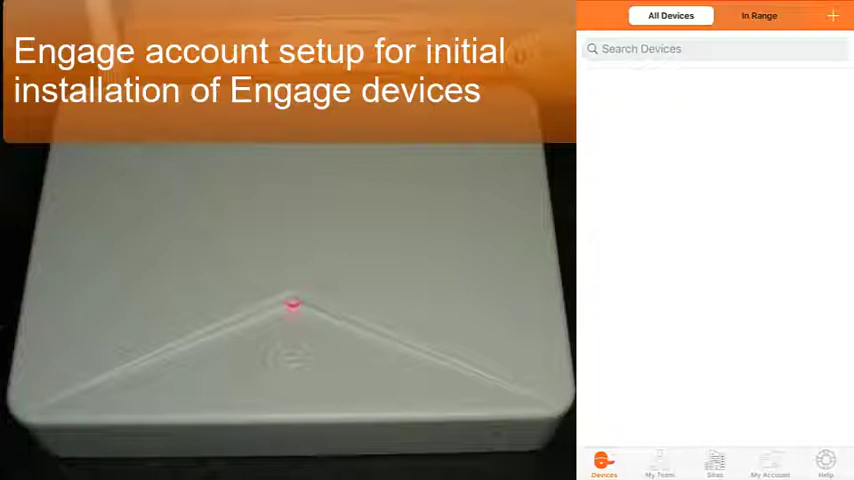 Engage account setup for initial
installation of Engage devices
All Devices
In Range
+
Search Devices
Devices
My Team
Sites
My Account
Help